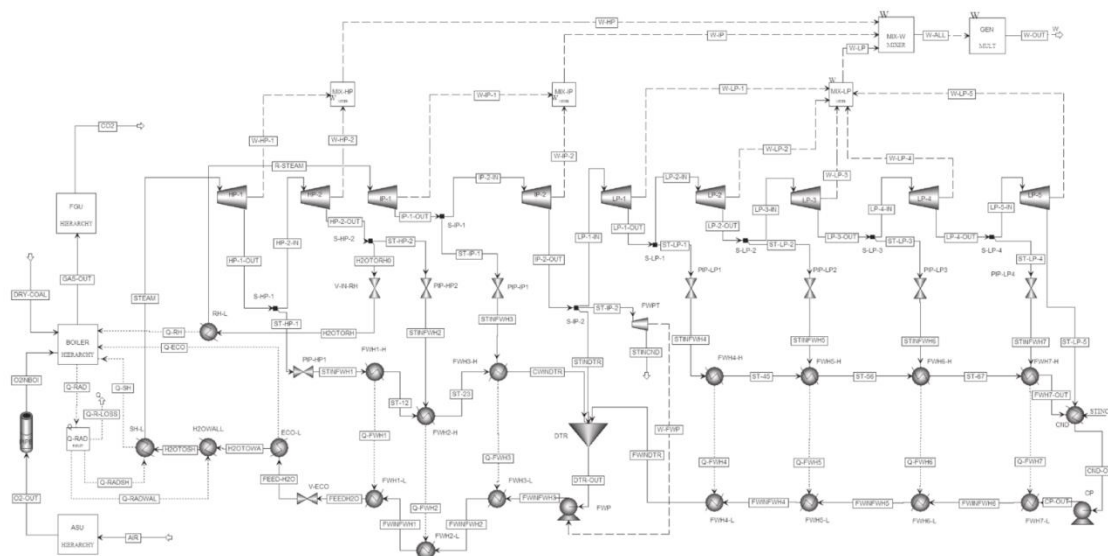 W-HP
W-IP
W-LP
MIX-W
MIXER
W-ALL
GEN
MULT
W-OUT
W
MIX-HP
MIX-IP
MIX-LP
W-HP-1
W-HP-2
W-IP-1
W-IP-2
W-LP-1
W-LP-2
W-LP-4
W-LP-5
CO2
R-STEAM
FGU
HIERARCHY
HP-1
HP-2
IP-1
IP-2-IN
IP-2
LP-1
LP-2-IN
LP-2
LP-3-IN
LP-3
LP-4-IN
LP-4
LP-5-IN
HP-2-OUT
IP-1-OUT
S-IP-1
LP-1-OUT
LP-2-OUT
LP-3-OUT
LP-4-OUT
S-HP-2
HP-2-IN
ST-HP-2
ST-IP-1
LP-1-IN
S-LP-1
S-LP-2
S-LP-3
S-LP-4
HP-1-OUT
IP-2-OUT
ST-LP-1
ST-LP-2
ST-LP-3
ST-LP-4
GAS-OUT
STEAM
V-IN-RH
PIP-HP2
PIP-IP1
PIP-LP1
PIP-LP2
PIP-LP3
PIP-LP4
DRY-COAL
S-HP-1
S-IP-2
ST-IP-2
FWPT
RH-L
Q-RH
H2OTORH
ST-HP-1
STINFWH2
STINFWH3
STINDTR
STINCND
STINFWH4
STINFWH5
STINFWH6
STINFWH7
ST-LP-5
BOILER
HIERARCHY
Q-ECO
PIP-HP1
STINFWH1
FWH1-H
FWH3-H
CWINDTR
FWH4-H
FWH5-H
FWH6-H
FWH7-H
ST-12
ST-23
ST-45
ST-56
ST-67
FWH7-OUT
Q-RAD
Q-SH
Q-R-LOSS
FWH2-H
DTR
W-FWP
CND
SH-L
H2OTOSH
H2OWALL
H2OTOWA
ECO-L
Q-FWH1
Q-FWH2
Q-FWH3
FWINDTR
Q-FWH4
Q-FWH5
Q-FWH6
Q-FWH7
Q-RAD
Q-RADSH
Q-RADWAL
FEED-H2O
V-ECO
FEEDH2O
FWH1-L
FWH3-L
FWINFWH3
DTR-OUT
FWP
FWINFWH4
FWINFWH5
FWINFWH6
CP-OUT
CP
O2-OUT
FWINFWH1
FWINFWH2
FWH2-L
FWH4-L
FWH5-L
FWH6-L
FWH7-L
ASU
HIERARCHY
AIR